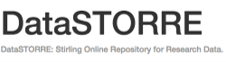 DataSTORRE
DataSTORRE: Stirling Online Repository for Research Data.